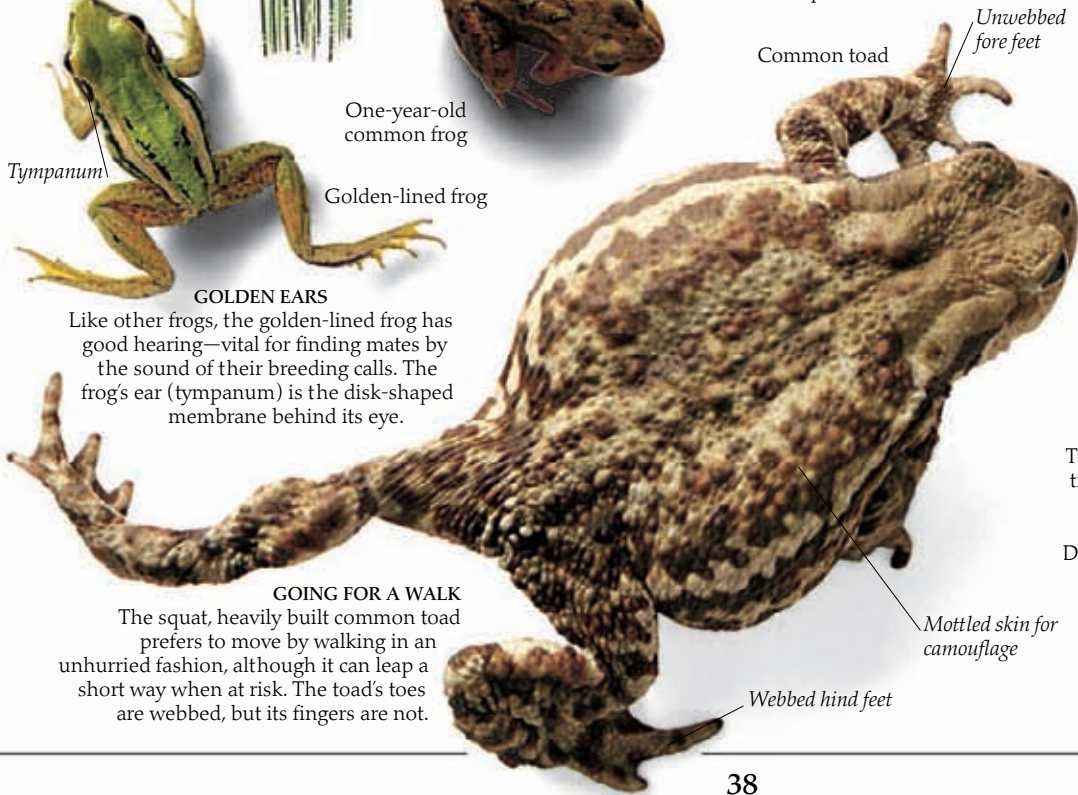 Unwebbed
fore feet
Common toad
One-year-old
common frog
Tympanum
Golden-lined frog
GOLDEN EARS
Like other frogs, the golden-lined frog has
good hearing—vital for finding mates by
the sound of their breeding calls. The
frog's ear (tympanum) is the disk-shaped
membrane behind its eye.
GOING FOR A WALK
The squat, heavily built common toad
prefers to move by walking in an
unhurried fashion, although it can leap a
short way when at risk. The toad's toes
are webbed, but its fingers are not.
Mottled skin for
camouflage
Webbed hind feet
38